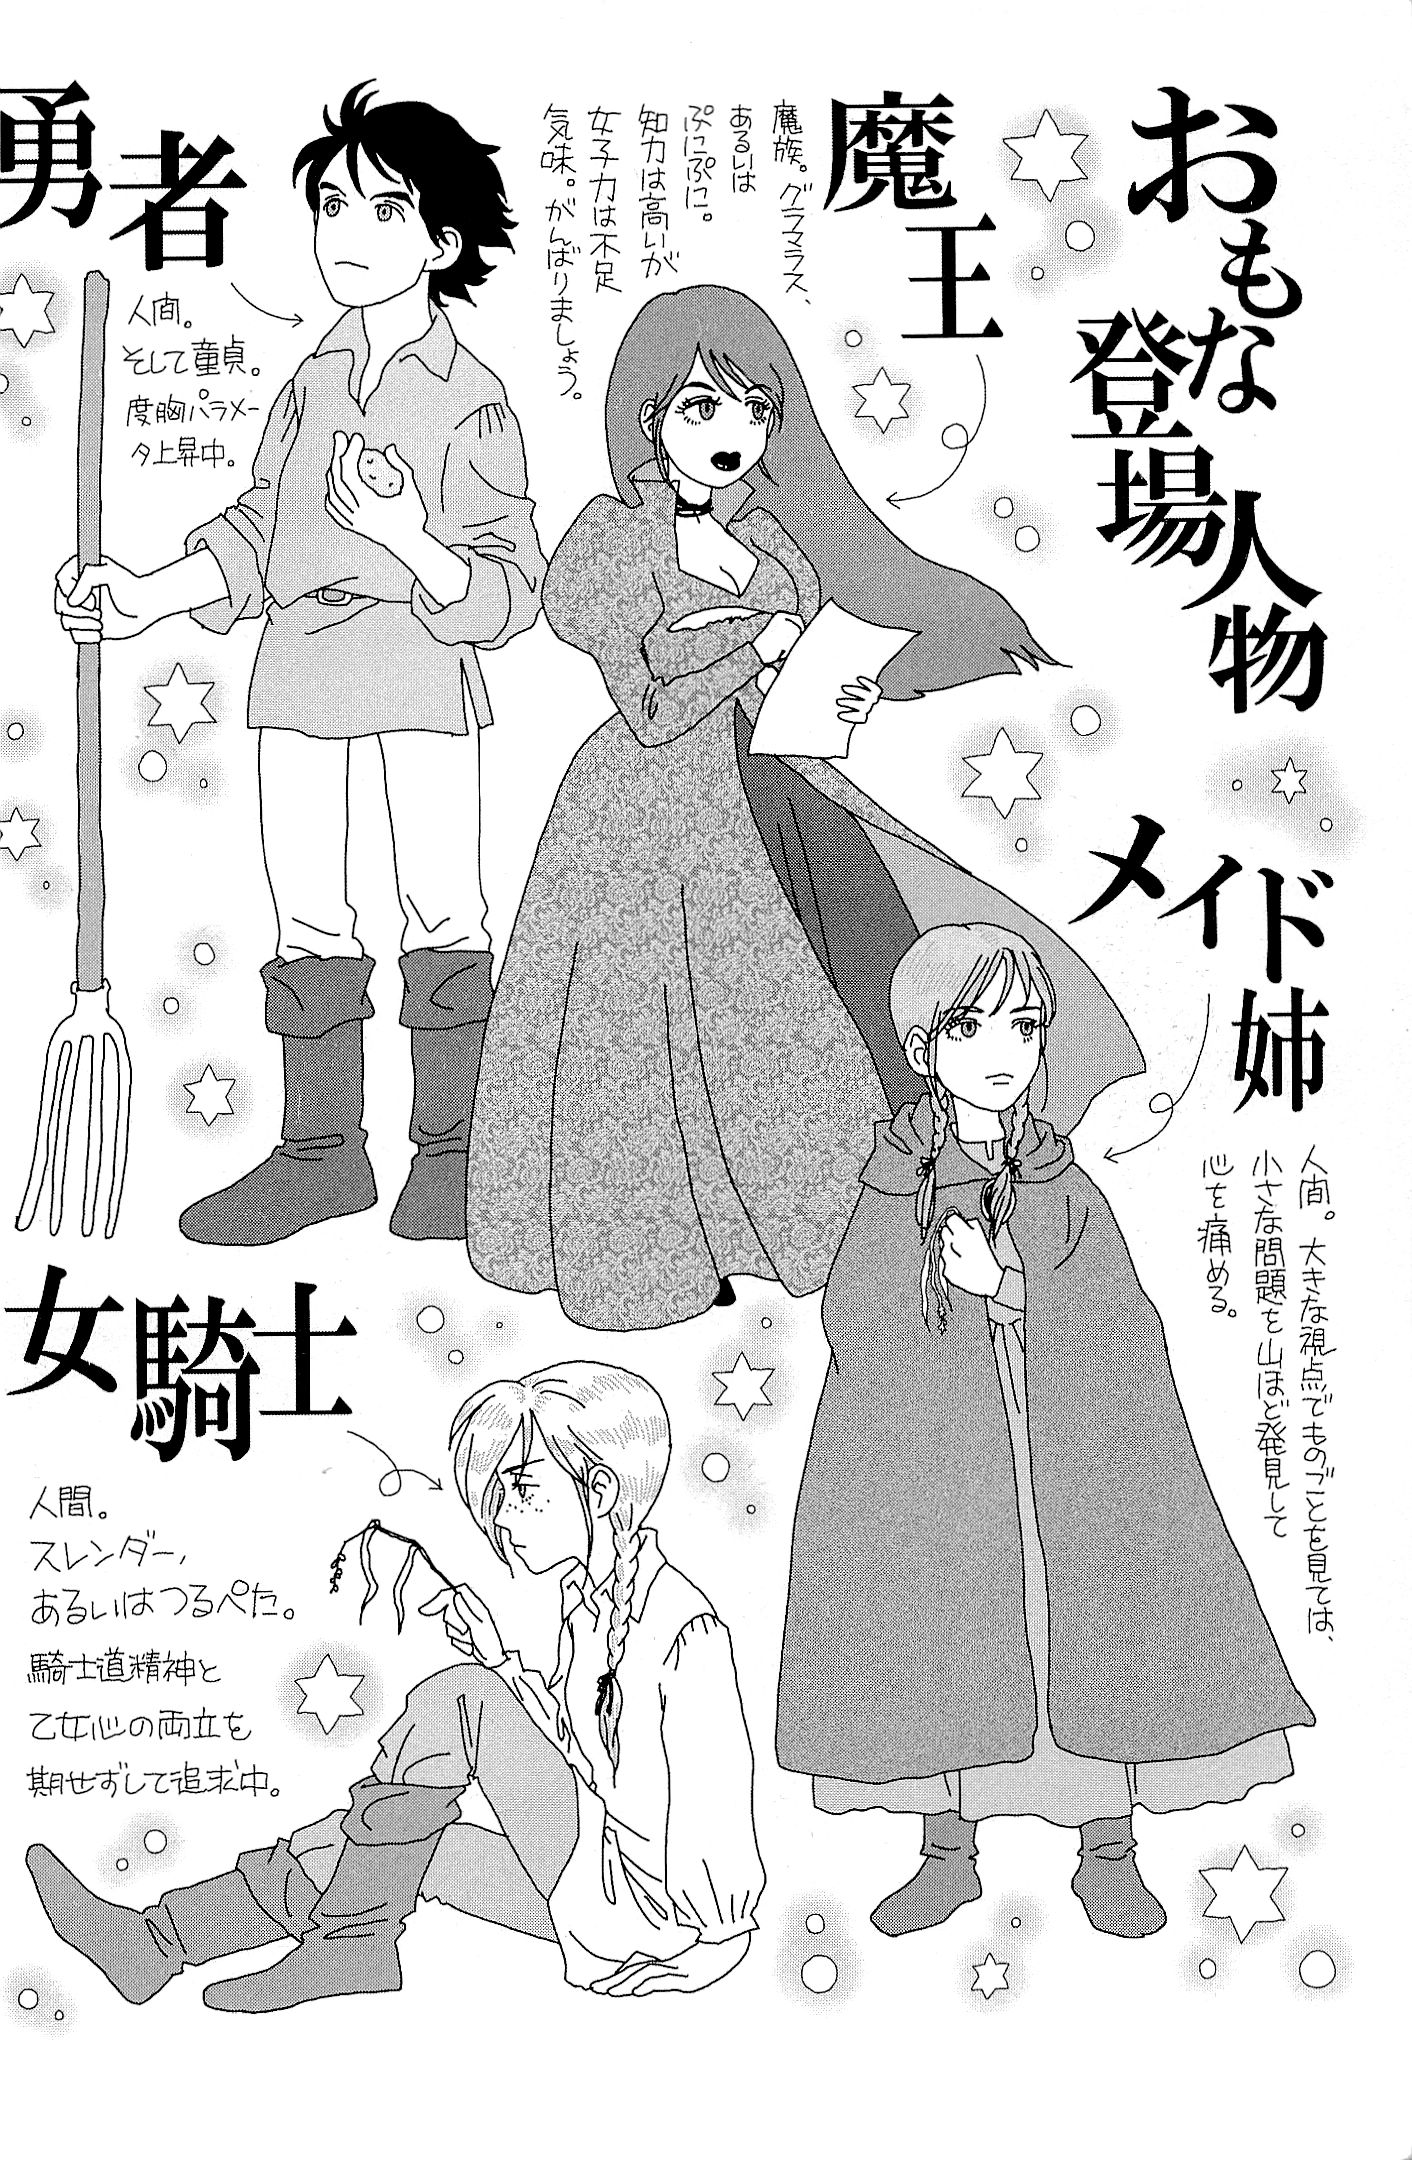 おもな
登場人物
魔王
魔族。グラマラス、
あるいは
ぷにぷに。
知力は高いが
女子力は不足
気味。がんばりましょう。
勇者
人間。
そして童貞。
度胸パラメー
タ上昇中。
メイド姉
人間。大きな視点でものごとを見ては、
小さな問題を山ほど発見して
心を痛める。
女騎士
人間。
スレンダー、
あるいはつるぺた。
騎士道精神と
乙女心の両立を
期せずして追求中。